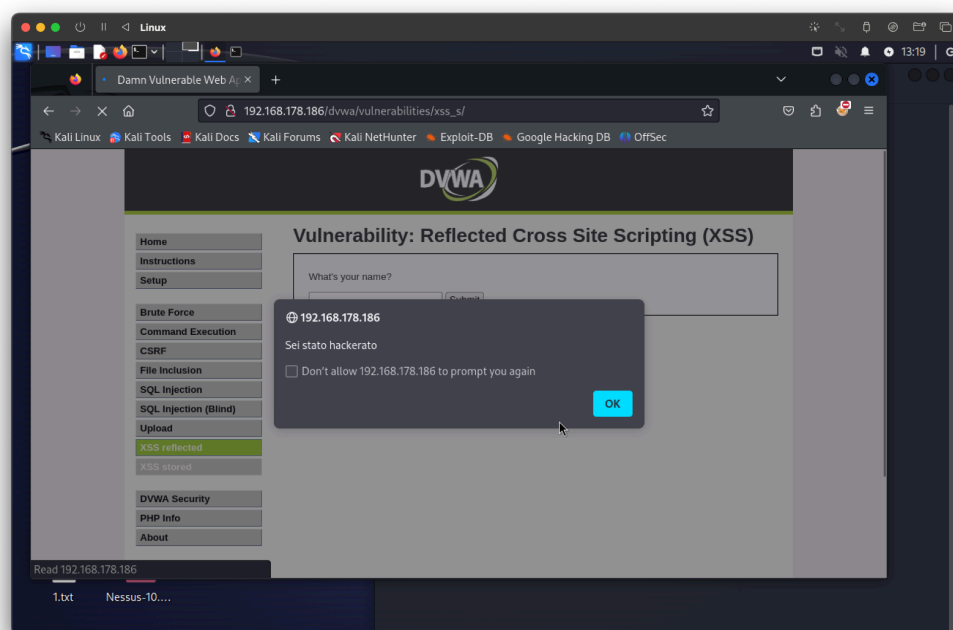 Linux
13:19
Damn Vulnerable Web Ap
192.168.178.186/dvwa/vulnerabilities/xss_s/
Kali Linux
Kali Tools
Kali Docs
Kali Forums
Kali NetHunter
Exploit-DB
Google Hacking DB
OffSec
DVWA
Home
Instructions
Setup
Brute Force
Command Execution
CSRF
File Inclusion
SQL Injection
SQL Injection (Blind)
Upload
XSS reflected
XSS stored
DVWA Security
PHP Info
About
Vulnerability: Reflected Cross Site Scripting (XSS)
What's your name?
Submit
192.168.178.186
Sei stato hackerato
Don't allow 192.168.178.186 to prompt you again
OK
Read 192.168.178.186
1.txt
Nessus-10....